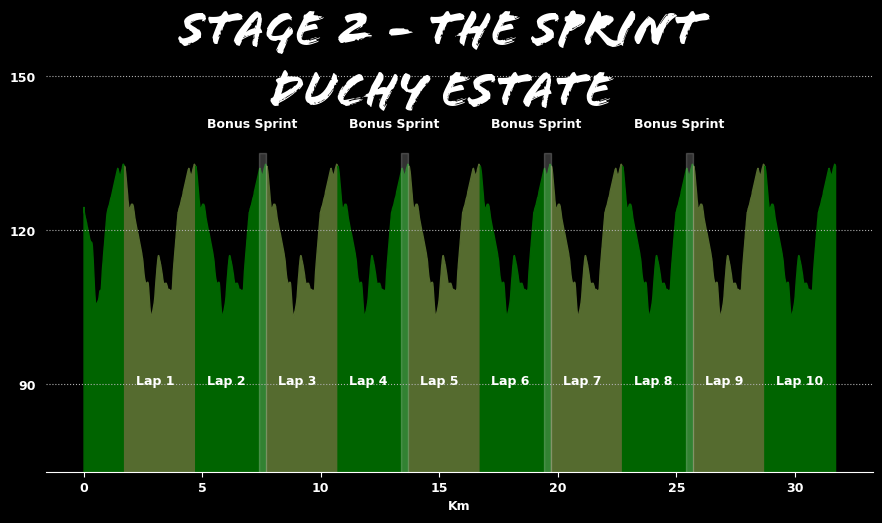 STAGE 2 - THE SPRINT
DUCHY ESTATE
150
Bonus Sprint Bonus Sprint Bonus Sprint Bonus Sprint
120
90
Lap 1 Lap 2 Lap 3 Lap 4 Lap 5 Lap 6 Lap 7 Lap 8 Lap 9 Lap 10
0 5 10 15 20 25 30
Km